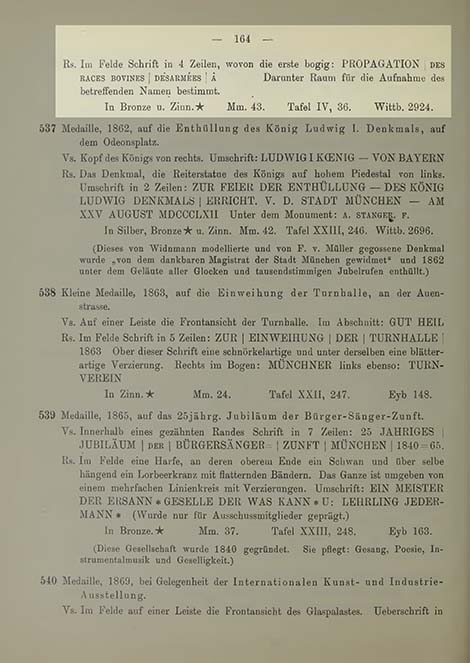 — 164 —
Rs. Im Felde Schrift in 4 Zeilen, wovon die erste bogig: PROPAGATION | DES
RACES BOVINES | DÉSARMÉES | Â Darunter Raum für die Aufnahme des
betreffenden Namen bestimmt.
In Bronze u. Zinn.★ Mm. 43. Tafel IV, 36. Wittb. 2924.
537 Medaille, 1862, auf die Enthüllung des König Ludwig I. Denkmals, auf
dem Odeonsplatz.
Vs. Kopf des Königs von rechts. Umschrift: LUDWIG I KŒNIG — VON BAYERN
Rs. Das Denkmal, die Reiterstatue des Königs auf hohem Piedestal von links.
Umschrift in 2 Zeilen: ZUR FEIER DER ENTHÜLLUNG — DES KÖNIG
LUDWIG DENKMALS | ERRICHT. V. D. STADT MÜNCHEN — AM
XXV AUGUST MDCCCLXII Unter dem Monument: A. STANGER. F.
In Silber, Bronze★ u. Zinn. Mm. 42. Tafel XXIII, 246. Wittb. 2696.
(Dieses von Widnmann modellierte und von F. v. Müller gegossene Denkmal
wurde „von dem dankbaren Magistrat der Stadt München gewidmet“ und 1862
unter dem Geläute aller Glocken und tausendstimmigen Jubelrufen enthüllt.)
538 Kleine Medaille, 1863, auf die Einweihung der Turnhalle, an der Auen-
strasse.
Vs. Auf einer Leiste die Frontansicht der Turnhalle. Im Abschnitt: GUT HEIL
Rs. Im Felde Schrift in 5 Zeilen: ZUR | EINWEIHUNG | DER | TURNHALLE |
1863 Ober dieser Schrift eine schnörkelartige und unter derselben eine blätter-
artige Verzierung. Rechts im Bogen: MÜNCHNER links ebenso: TURN-
VEREIN
In Zinn.★ Mm. 24. Tafel XXII, 247. Eyb 148.
539 Medaille, 1865, auf das 25jährg. Jubiläum der Bürger-Sänger-Zunft.
Vs. Innerhalb eines gezähnten Randes Schrift in 7 Zeilen: 25 JAHRIGES |
JUBILÄUM | DER | BÜRGERSÄNGER= | ZUNFT | MÜNCHEN | 1840=65.
Rs. Im Felde eine Harfe, an deren oberem Ende ein Schwan und über selbe
hängend ein Lorbeerkranz mit flatternden Bändern. Das Ganze ist umgeben von
einem mehrfachen Linienkreis mit Verzierungen. Umschrift: EIN MEISTER
DER ERSANN * GESELLE DER WAS KANN * U: LEHRLING JEDER-
MANN * (Wurde nur für Ausschussmitglieder geprägt.)
In Bronze.★ Mm. 37. Tafel XXIII, 248. Eyb 163.
(Diese Gesellschaft wurde 1840 gegründet. Sie pflegt: Gesang, Poesie, In-
strumentalmusik und Geselligkeit.)
540 Medaille, 1869, bei Gelegenheit der Internationalen Kunst- und Industrie-
Ausstellung.
Vs. Im Felde auf einer Leiste die Frontansicht des Glaspalastes. Ueberschrift in